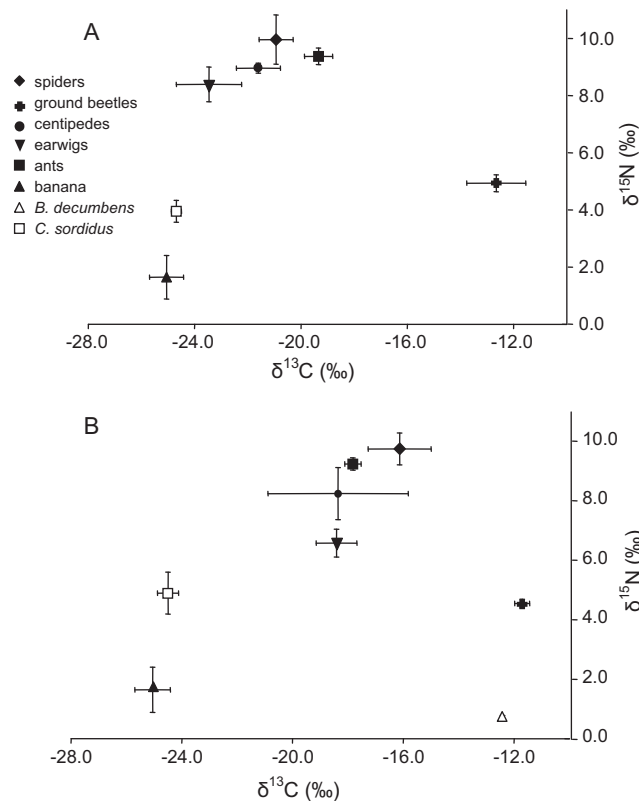 A
spiders
ground beetles
centipedes
earwigs
ants
banana
B. decumbens
C. sordidus
10.0
8.0
6.0
4.0
2.0
0.0
δ15N (‰)
-28.0 -24.0 -20.0 -16.0 -12.0
δ13C (‰)
B
10.0
8.0
6.0
4.0
2.0
0.0
δ15N (‰)
-28.0 -24.0 -20.0 -16.0 -12.0
δ13C (‰)